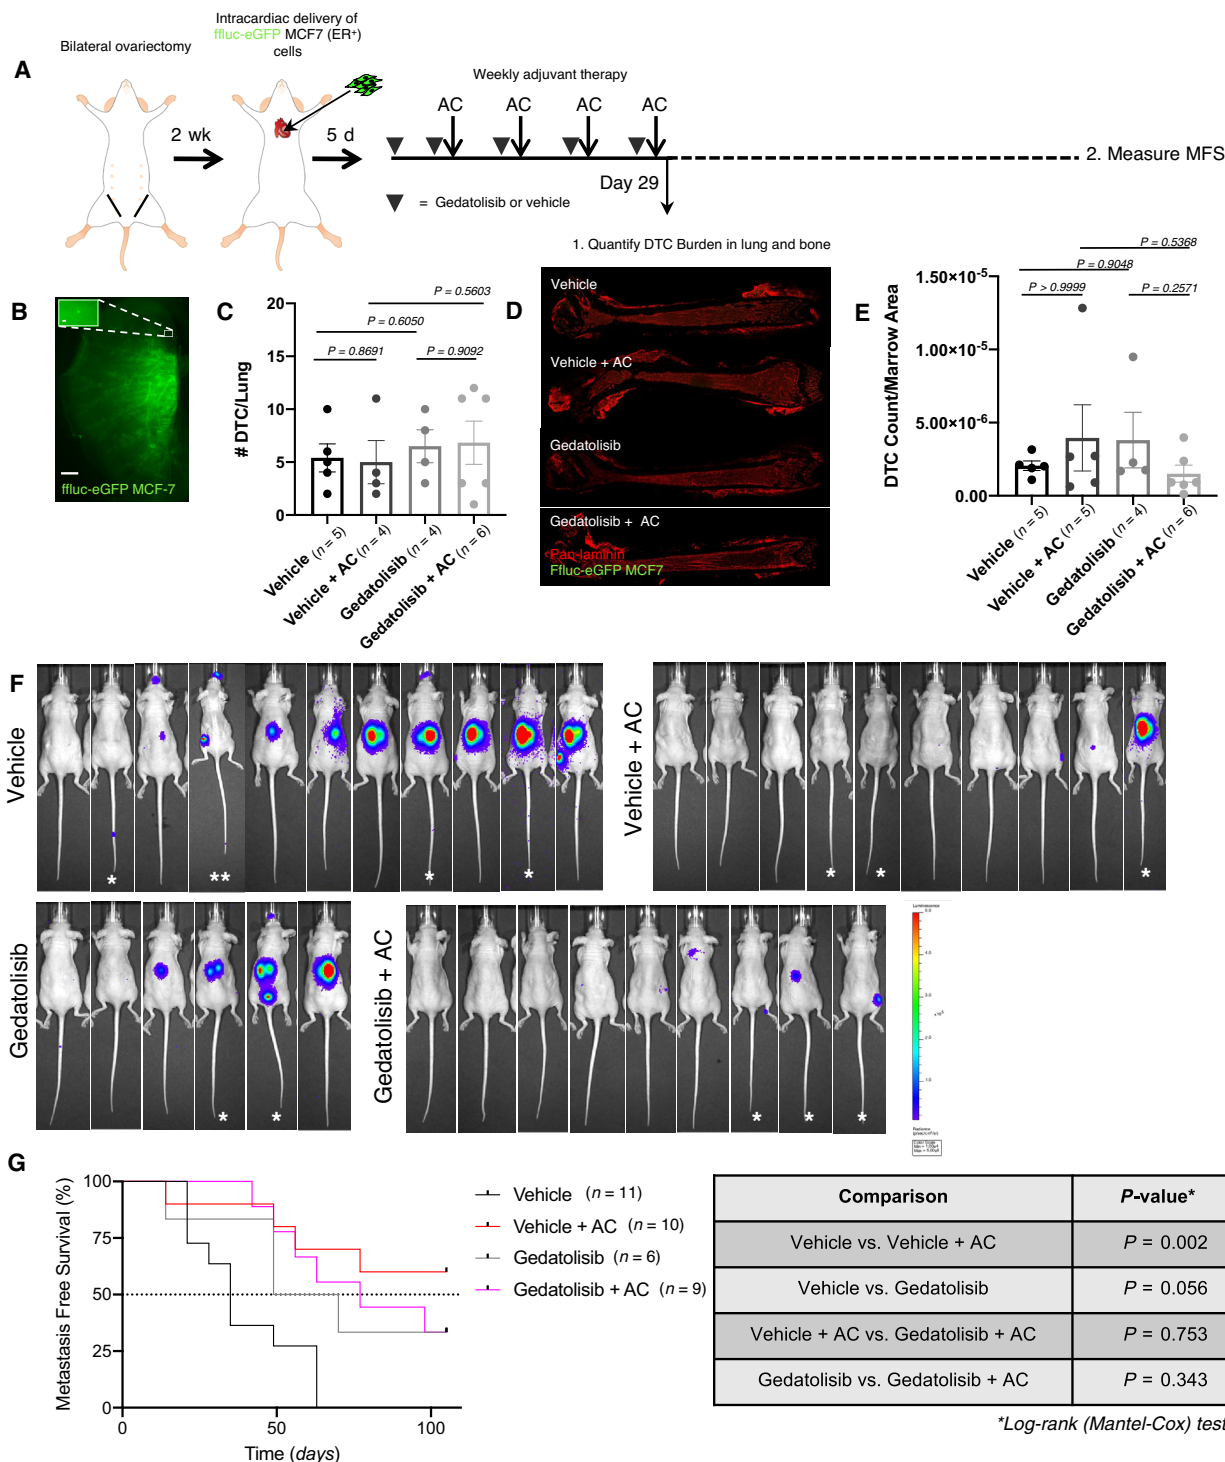 A
Bilateral ovariectomy
Intracardiac delivery of
ffluc-eGFP MCF7 (ER+)
cells
2 wk
5 d
Weekly adjuvant therapy
AC
AC
AC
AC
Day 29
2. Measure MFS
= Gedatolisib or vehicle
1. Quantify DTC Burden in lung and bone
B
ffluc-eGFP MCF-7
C
# DTC/Lung
20
15
10
5
0
P = 0.5603
P = 0.6050
P = 0.8691
P = 0.9092
Vehicle (n = 5)
Vehicle + AC (n = 4)
Gedatolisib (n = 4)
Gedatolisib + AC (n = 6)
D
Vehicle
Vehicle + AC
Gedatolisib
Gedatolisib + AC
Pan-laminin
Ffluc-eGFP MCF7
E
DTC Count/Marrow Area
1.50×10-5
1.00×10-5
5.00×10-6
0.00
P = 0.5368
P = 0.9048
P > 0.9999
P = 0.2571
Vehicle (n = 5)
Vehicle + AC (n = 5)
Gedatolisib (n = 4)
Gedatolisib + AC (n = 6)
F
Vehicle
*
**
*
*
Vehicle + AC
*
*
*
Gedatolisib
*
*
Gedatolisib + AC
*
*
*
Luminescence
G
Metastasis Free Survival (%)
100
75
50
25
0
0
50
100
Time (days)
Vehicle (n = 11)
Vehicle + AC (n = 10)
Gedatolisib (n = 6)
Gedatolisib + AC (n = 9)
Comparison P-value*
Vehicle vs. Vehicle + AC P = 0.002
Vehicle vs. Gedatolisib P = 0.056
Vehicle + AC vs. Gedatolisib + AC P = 0.753
Gedatolisib vs. Gedatolisib + AC P = 0.343
*Log-rank (Mantel-Cox) test